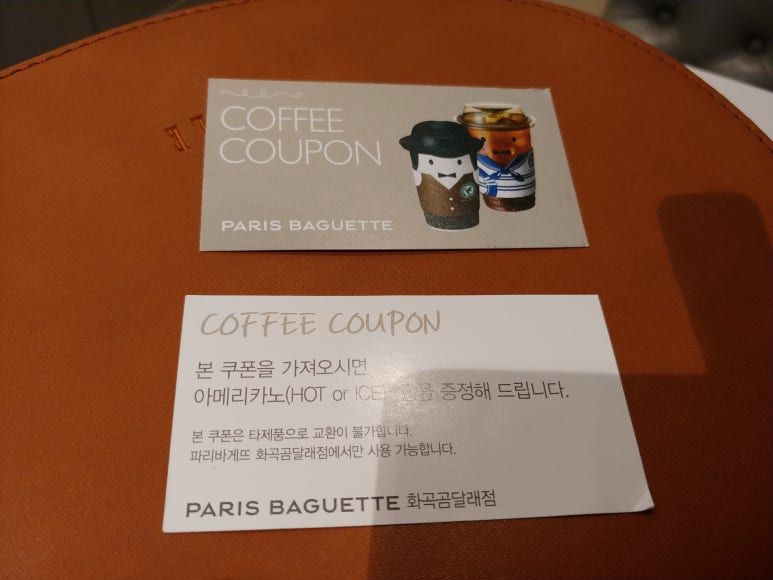 COFFEE
COUPON
PARIS BAGUETTE
COFFEE COUPON
본 쿠폰을 가져오시면
아메리카노(HOT or ICE) 증정해 드립니다.
본 쿠폰은 타제품으로 교환이 불가합니다.
파리바게뜨 화곡곰달래점에서만 사용 가능합니다.
PARIS BAGUETTE 화곡곰달래점